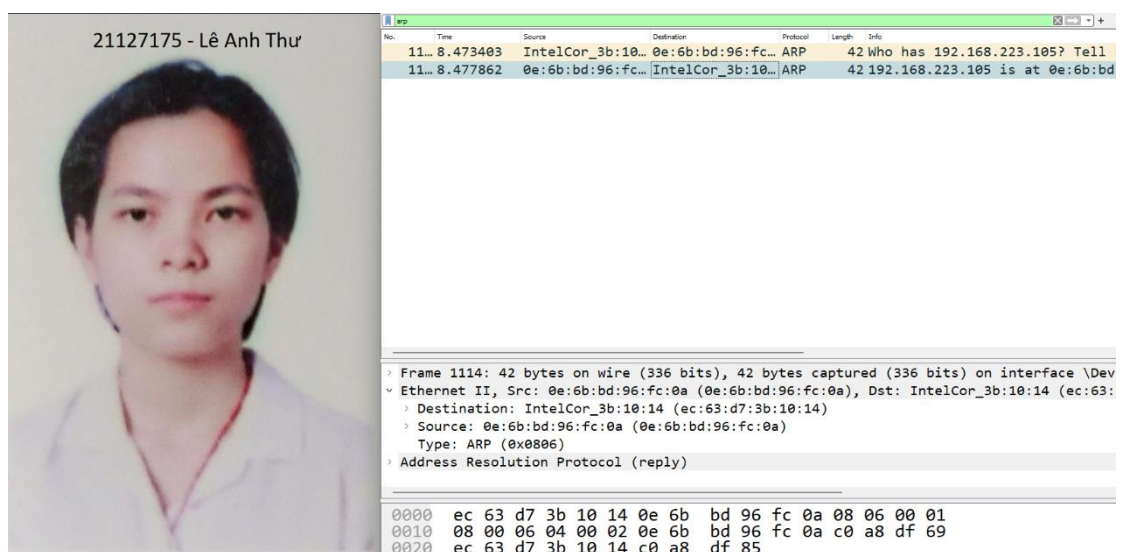 21127175 - Lê Anh Thư
arp
No. Time Source Destination Protocol Length Info
11… 8.473403 IntelCor_3b:10… 0e:6b:bd:96:fc… ARP 42 Who has 192.168.223.105? Tell
11… 8.477862 0e:6b:bd:96:fc… IntelCor_3b:10… ARP 42 192.168.223.105 is at 0e:6b:bd
Frame 1114: 42 bytes on wire (336 bits), 42 bytes captured (336 bits) on interface \Dev
Ethernet II, Src: 0e:6b:bd:96:fc:0a (0e:6b:bd:96:fc:0a), Dst: IntelCor_3b:10:14 (ec:63:
Destination: IntelCor_3b:10:14 (ec:63:d7:3b:10:14)
Source: 0e:6b:bd:96:fc:0a (0e:6b:bd:96:fc:0a)
Type: ARP (0x0806)
Address Resolution Protocol (reply)
0000 ec 63 d7 3b 10 14 0e 6b bd 96 fc 0a 08 06 00 01
0010 08 00 06 04 00 02 0e 6b bd 96 fc 0a c0 a8 df 69
0020 ec 63 d7 3b 10 14 c0 a8 df 85